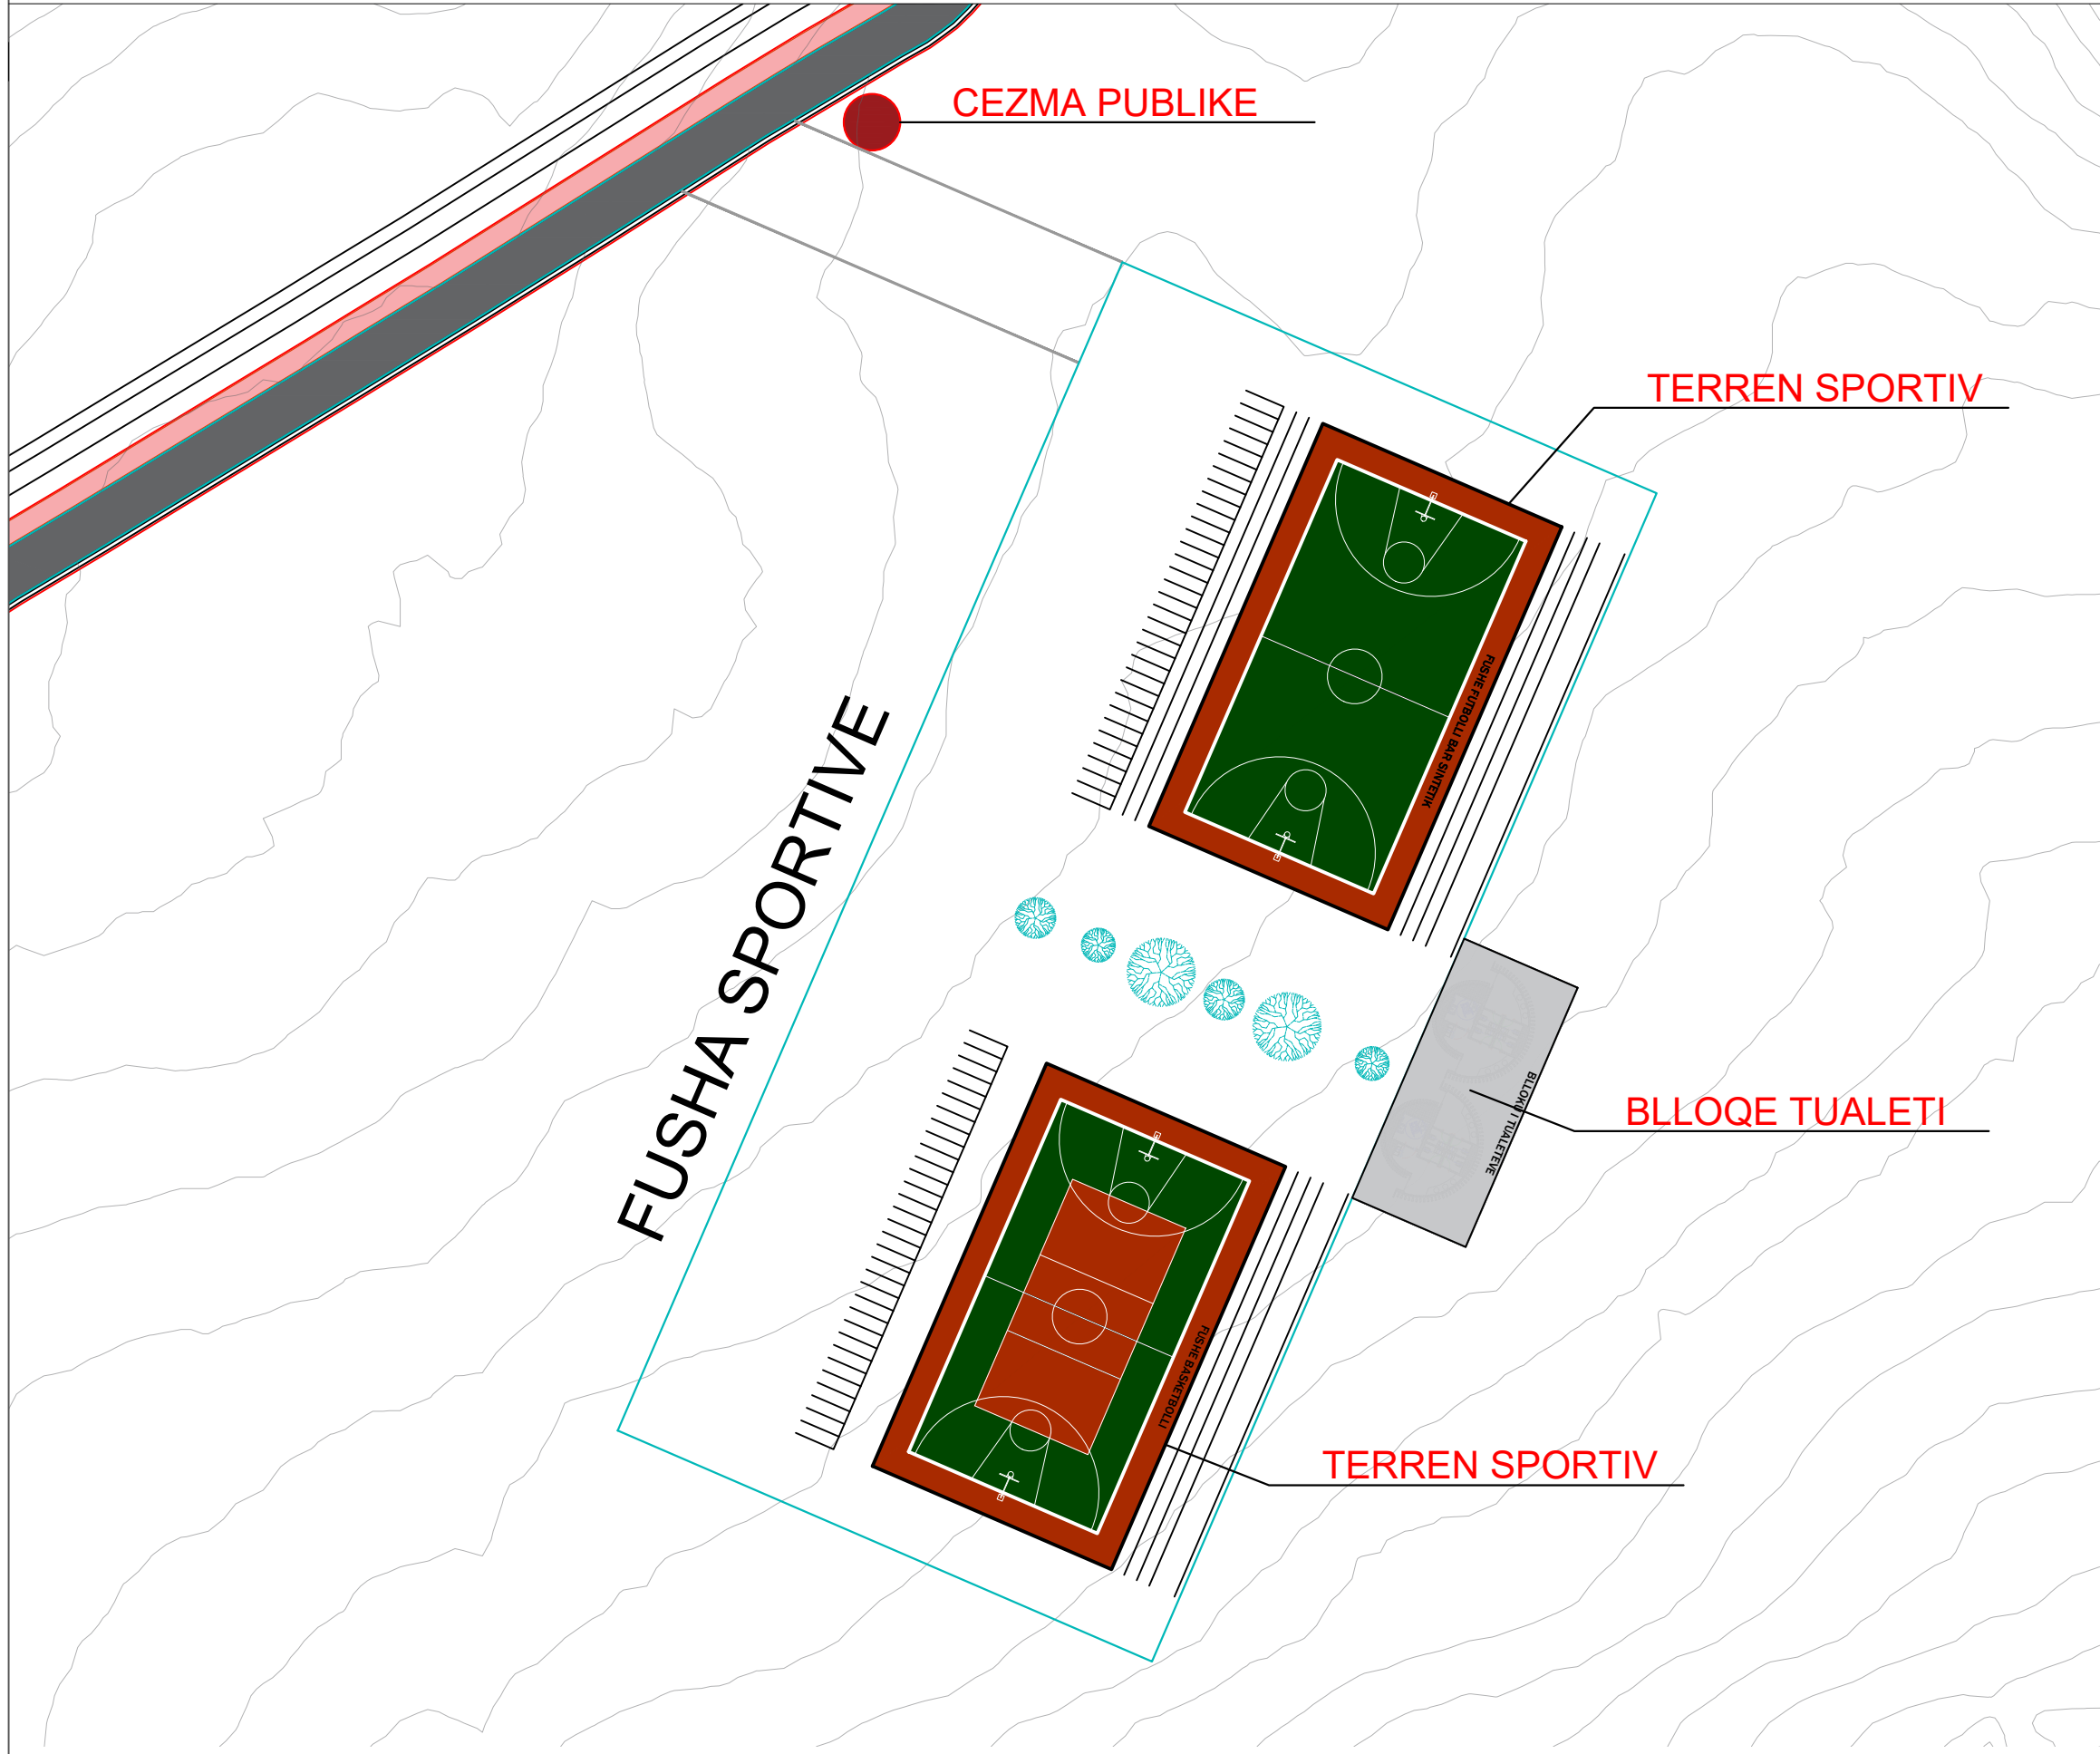 CEZMA PUBLIKE
TERREN SPORTIV
FUSHE FUTBOLLI BAR SINTETIK
FUSHA SPORTIVE
BLLOKU I TUALETEVE
BLLOQE TUALETI
FUSHE BASKETBOLLI
TERREN SPORTIV